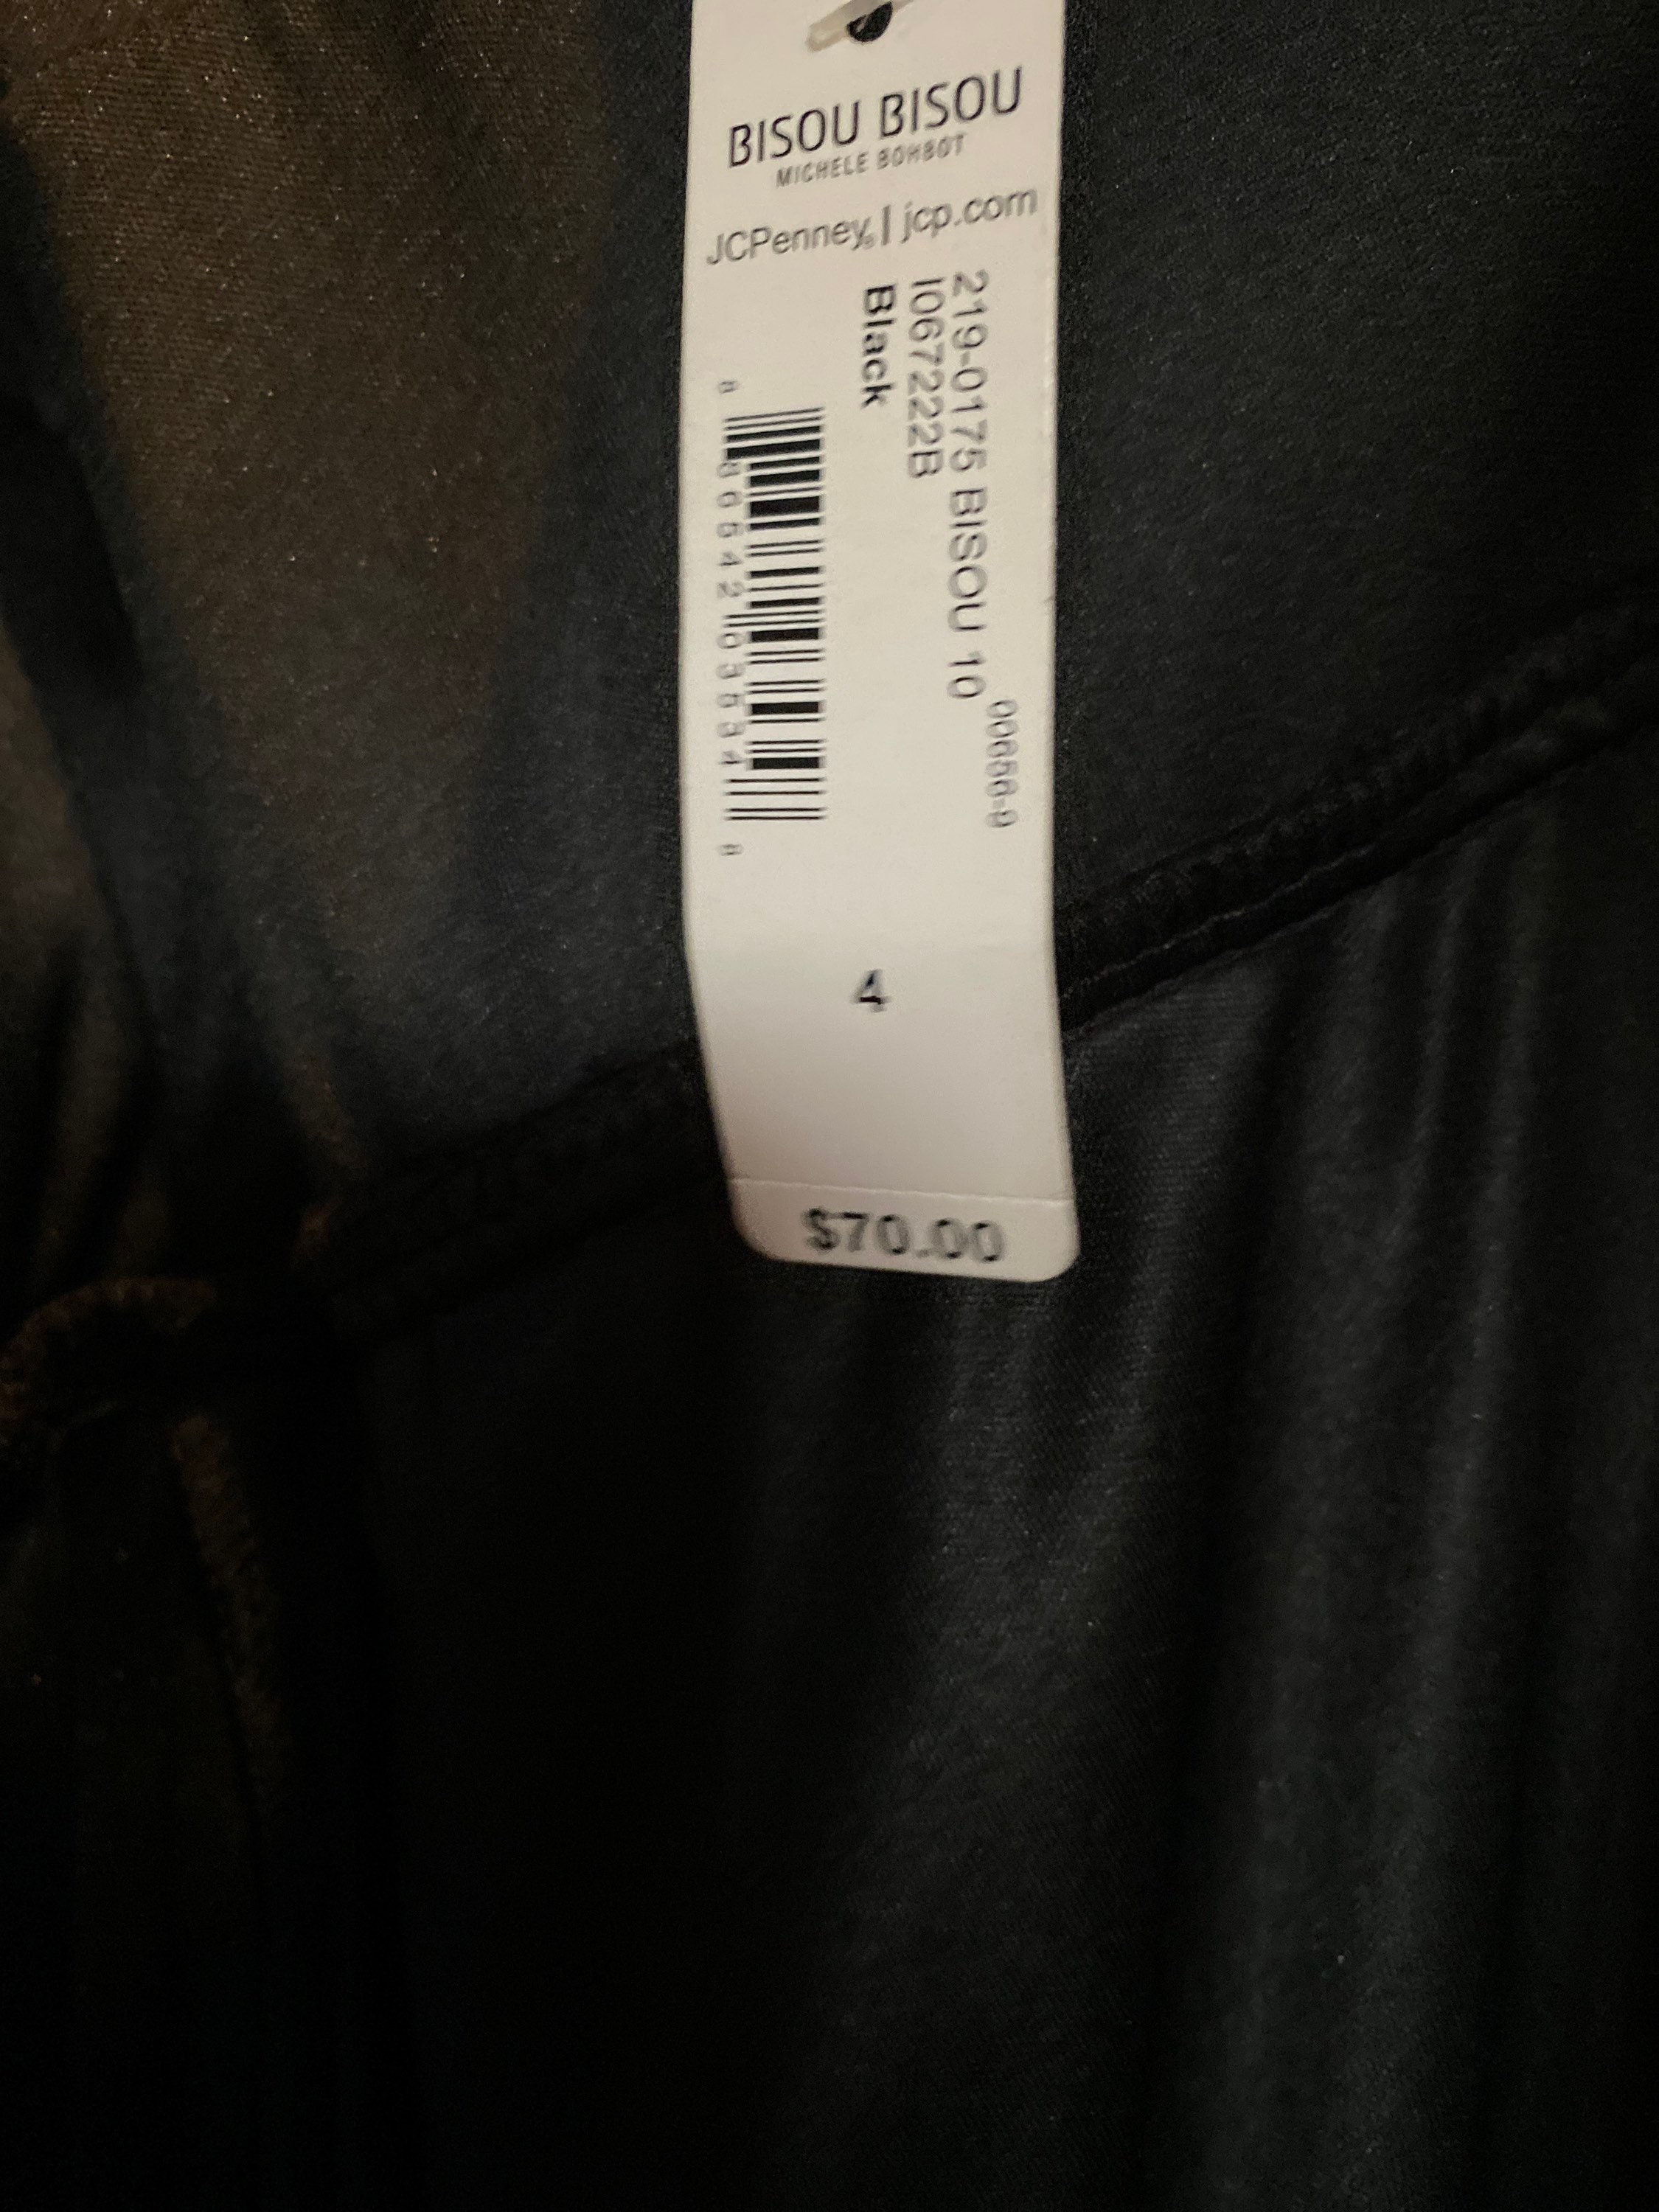 BISOU BISOU
MICHELE BOHBOT
JCPenney® | jcp.com
219-0175 BISOU 10
I067222B
Black
4
$70.00